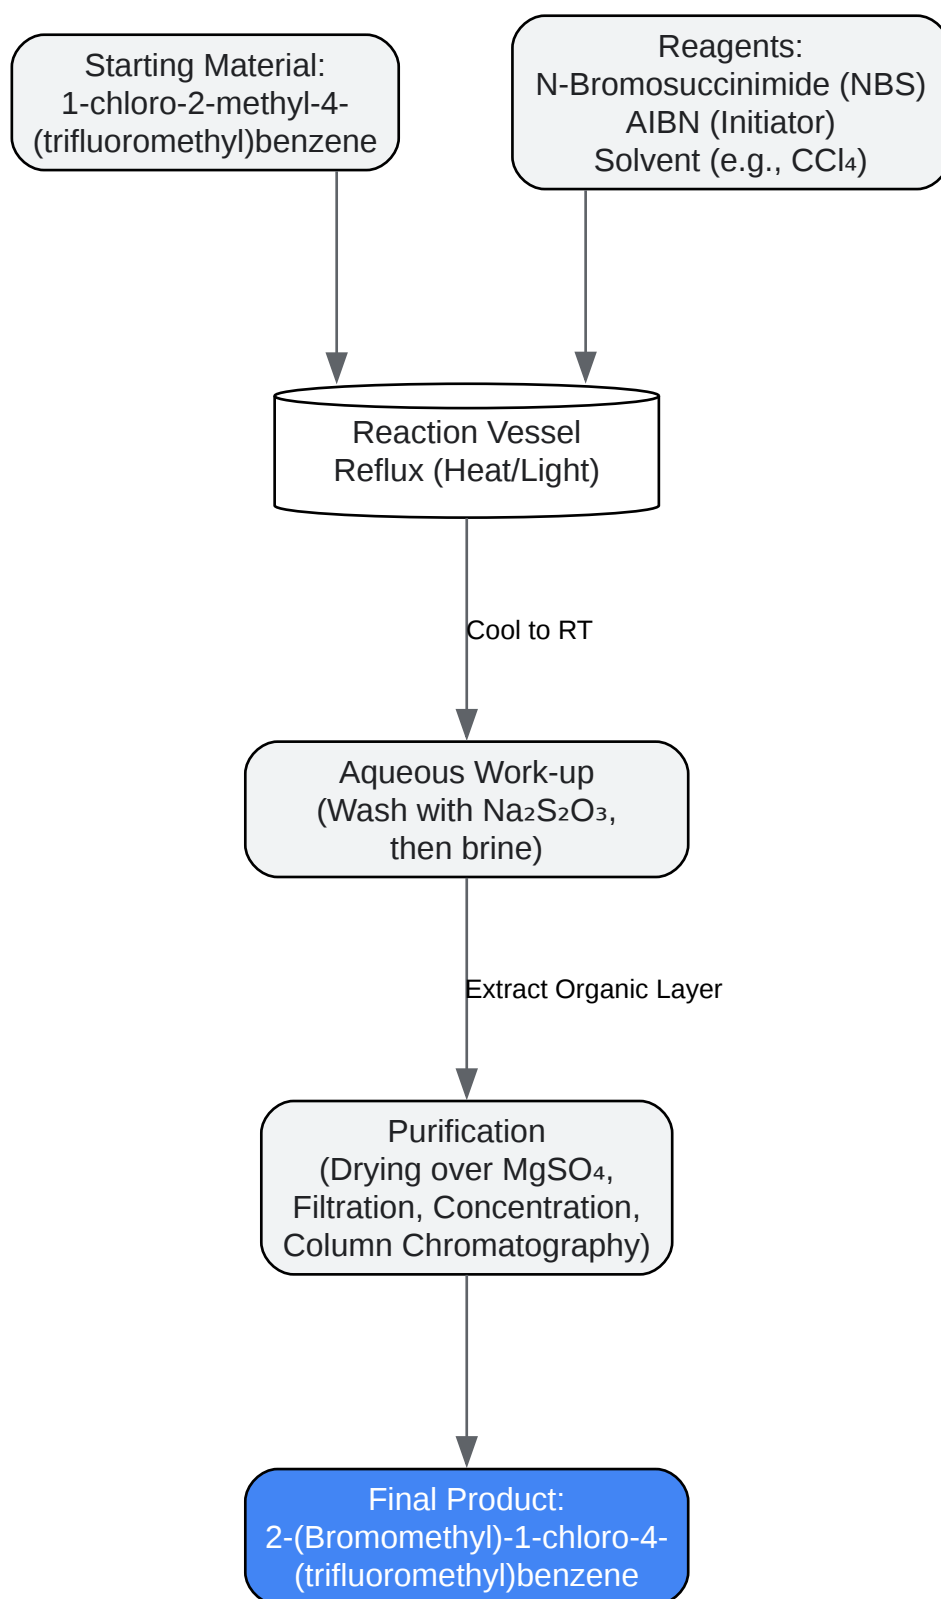 Starting Material:
1-chloro-2-methyl-4-
(trifluoromethyl)benzene
Reagents:
N-Bromosuccinimide (NBS)
AIBN (Initiator)
Solvent (e.g., CCl₄)
Reaction Vessel
Reflux (Heat/Light)
Cool to RT
Aqueous Work-up
(Wash with Na₂S₂O₃,
then brine)
Extract Organic Layer
Purification
(Drying over MgSO₄,
Filtration, Concentration,
Column Chromatography)
Final Product:
2-(Bromomethyl)-1-chloro-4-
(trifluoromethyl)benzene